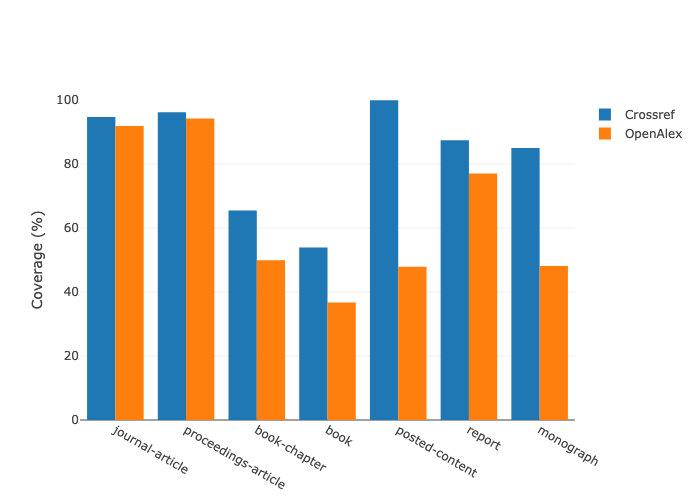 100
80
60
40
20
0
Coverage (%)
journal-article
proceedings-article
book-chapter
book
posted-content
report
monograph
Crossref
OpenAlex